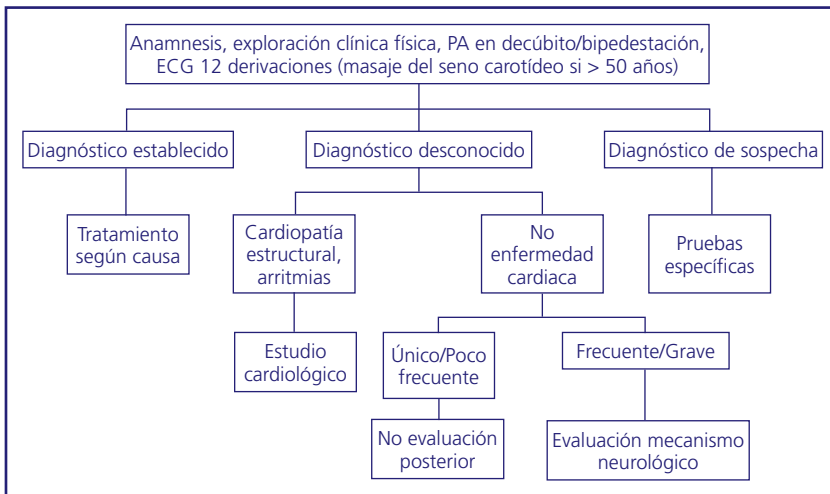 Anamnesis, exploración clínica física, PA en decúbito/bipedestación,
ECG 12 derivaciones (masaje del seno carotídeo si > 50 años)
Diagnóstico establecido
Diagnóstico desconocido
Diagnóstico de sospecha
Tratamiento
según causa
Cardiopatía
estructural,
arritmias
No
enfermedad
cardiaca
Pruebas
específicas
Estudio
cardiológico
Único/Poco
frecuente
Frecuente/Grave
No evaluación
posterior
Evaluación mecanismo
neurológico